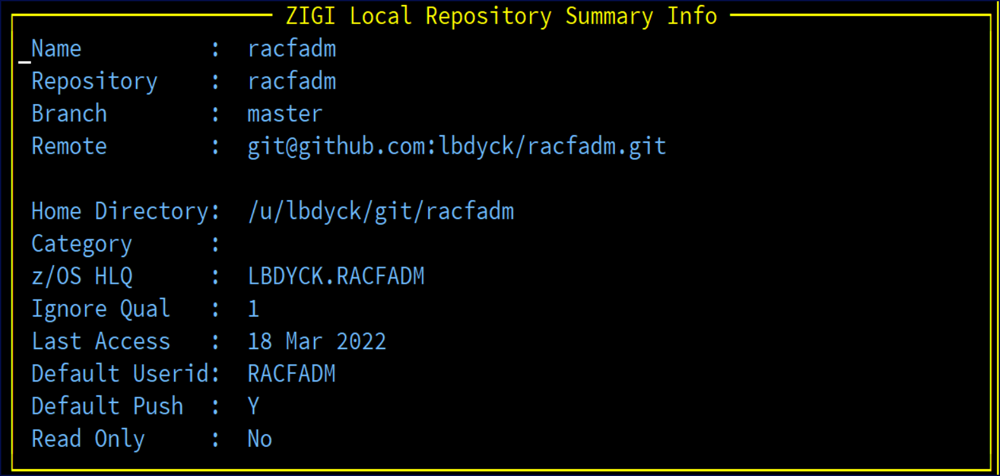 ZIGI Local Repository Summary Info
Name : racfadm
Repository : racfadm
Branch : master
Remote : git@github.com:lbdyck/racfadm.git
Home Directory: /u/lbdyck/git/racfadm
Category :
z/OS HLQ : LBDYCK.RACFADM
Ignore Qual : 1
Last Access : 18 Mar 2022
Default Userid: RACFADM
Default Push : Y
Read Only : No